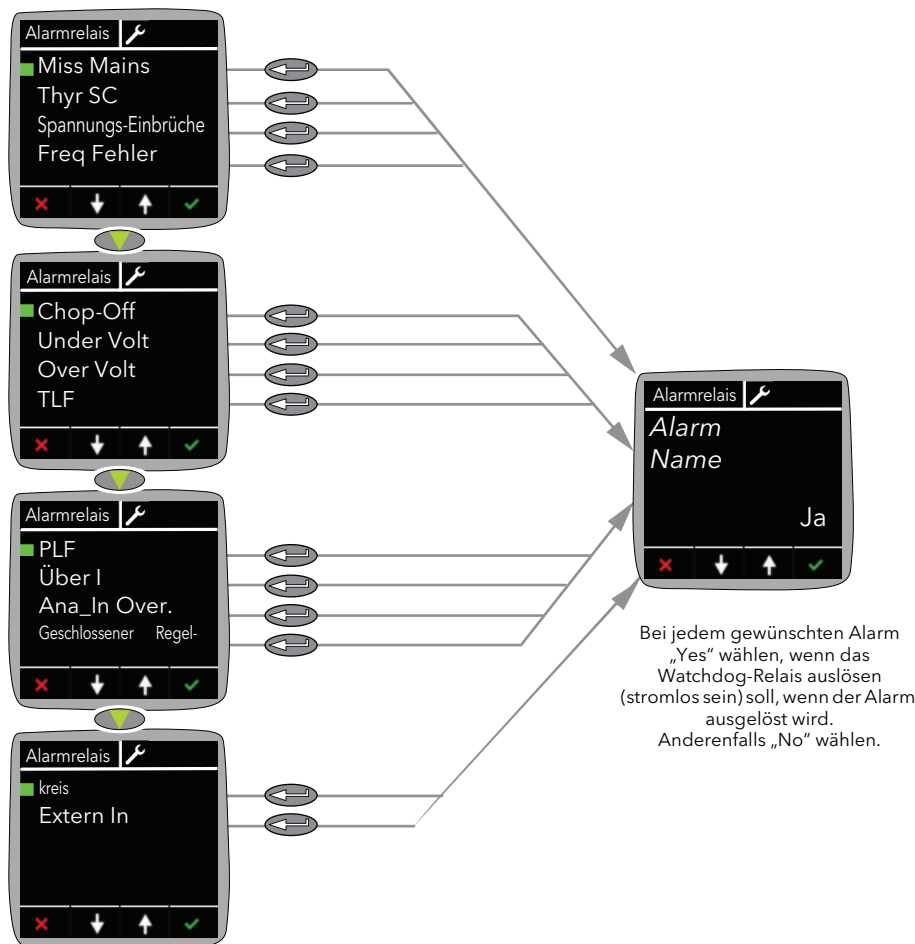 Alarmrelais
Miss Mains
Thyr SC
Spannungs-Einbrüche
Freq Fehler
Alarmrelais
Chop-Off
Under Volt
Over Volt
TLF
Alarmrelais
PLF
Über I
Ana_In Over.
Geschlossener Regel-
Alarmrelais
kreis
Extern In
Alarmrelais
Alarm
Name
Ja
Bei jedem gewünschten Alarm
„Yes“ wählen, wenn das
Watchdog-Relais auslösen
(stromlos sein) soll, wenn der Alarm
ausgelöst wird.
Anderenfalls „No“ wählen.